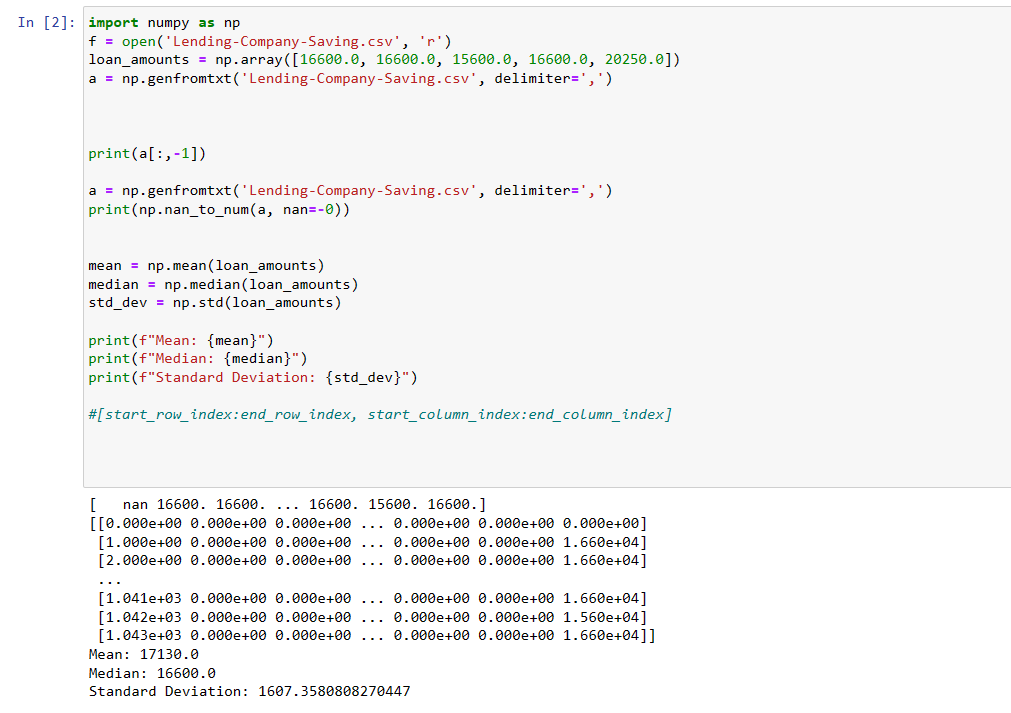 In [2]:
import numpy as np
f = open('Lending-Company-Saving.csv', 'r')
loan_amounts = np.array([16600.0, 16600.0, 15600.0, 16600.0, 20250.0])
a = np.genfromtxt('Lending-Company-Saving.csv', delimiter=',')
print(a[:,-1])
a = np.genfromtxt('Lending-Company-Saving.csv', delimiter=',')
print(np.nan_to_num(a, nan=-0))
mean = np.mean(loan_amounts)
median = np.median(loan_amounts)
std_dev = np.std(loan_amounts)
print(f"Mean: {mean}")
print(f"Median: {median}")
print(f"Standard Deviation: {std_dev}")
#[start_row_index:end_row_index, start_column_index:end_column_index]
[   nan 16600. 16600. ... 16600. 15600. 16600.]
[[0.000e+00 0.000e+00 0.000e+00 ... 0.000e+00 0.000e+00 0.000e+00]
 [1.000e+00 0.000e+00 0.000e+00 ... 0.000e+00 0.000e+00 1.660e+04]
 [2.000e+00 0.000e+00 0.000e+00 ... 0.000e+00 0.000e+00 1.660e+04]
 ...
 [1.041e+03 0.000e+00 0.000e+00 ... 0.000e+00 0.000e+00 1.660e+04]
 [1.042e+03 0.000e+00 0.000e+00 ... 0.000e+00 0.000e+00 1.560e+04]
 [1.043e+03 0.000e+00 0.000e+00 ... 0.000e+00 0.000e+00 1.660e+04]]
Mean: 17130.0
Median: 16600.0
Standard Deviation: 1607.3580808270447